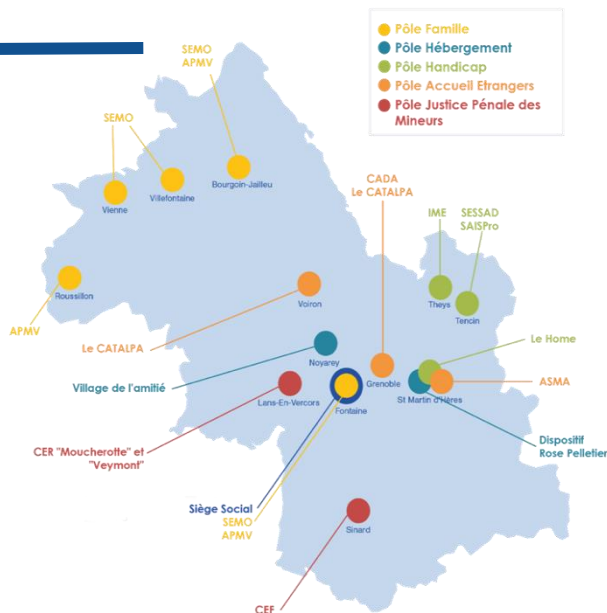 Pôle Famille
Pôle Hébergement
Pôle Handicap
Pôle Accueil Etrangers
Pôle Justice Pénale des
Mineurs
SEMO
APMV
SEMO
Bourgoin-Jailleu
Villefontaine
Vienne
CADA
Le CATALPA
IME
SESSAD
SAISPro
Roussillon
APMV
Voiron
Theys
Tencin
Le CATALPA
Noyarey
Le Home
Village de l'amitié
Grenoble
ASMA
Lans-En-Vercors
Fontaine
St Martin d'Hères
CER "Moucherotte" et
"Veymont"
Dispositif
Rose Pelletier
Siège Social
SEMO
APMV
Sinard
CEF